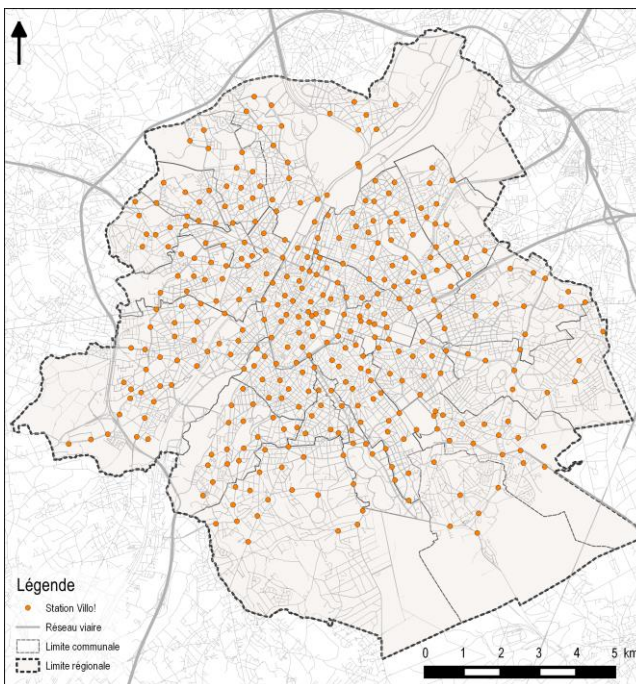 Légende
Station Villo!
Réseau viaire
Limite communale
Limite régionale
0 1 2 3 4 5 km